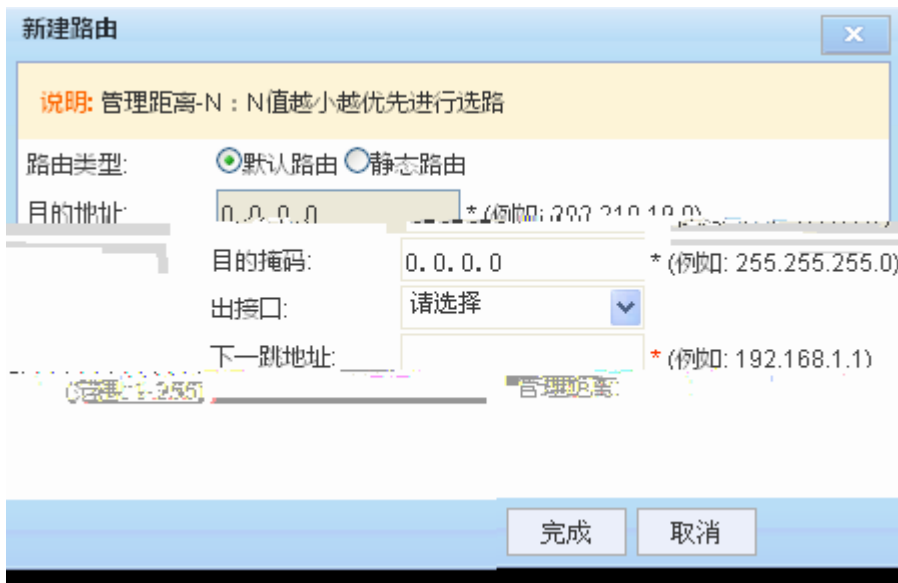 新建路由
说明: 管理距离-N：N值越小越优先进行选路
路由类型: 默认路由 静态路由
目的地址: 0.0.0.0 * (例如:
目的掩码: 0.0.0.0 * (例如: 255.255.255.0)
出接口: 请选择
下一跳地址: * (例如: 192.168.1.1)
管理距离:
完成 取消